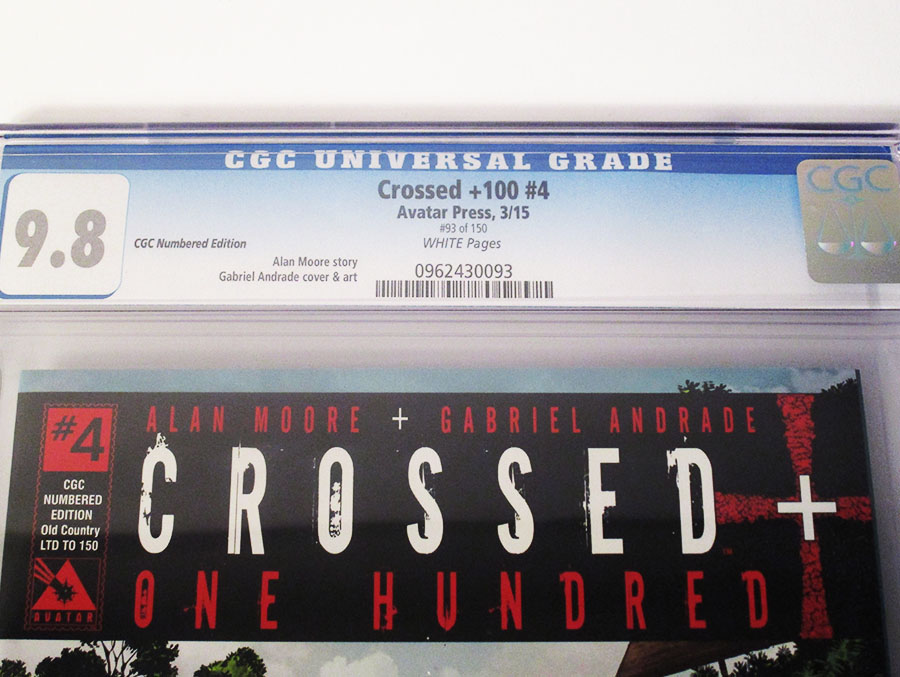 CGC UNIVERSAL GRADE
9.8
CGC Numbered Edition
Alan Moore story
Gabriel Andrade cover & art
Crossed +100 #4
Avatar Press, 3/15
#93 of 150
WHITE Pages
0962430093
CGC
#4
CGC
NUMBERED
EDITION
Old Country
LTD TO 150
AVATAR
ALAN MOORE + GABRIEL ANDRADE
CROSSED +
TM
ONE HUNDRED